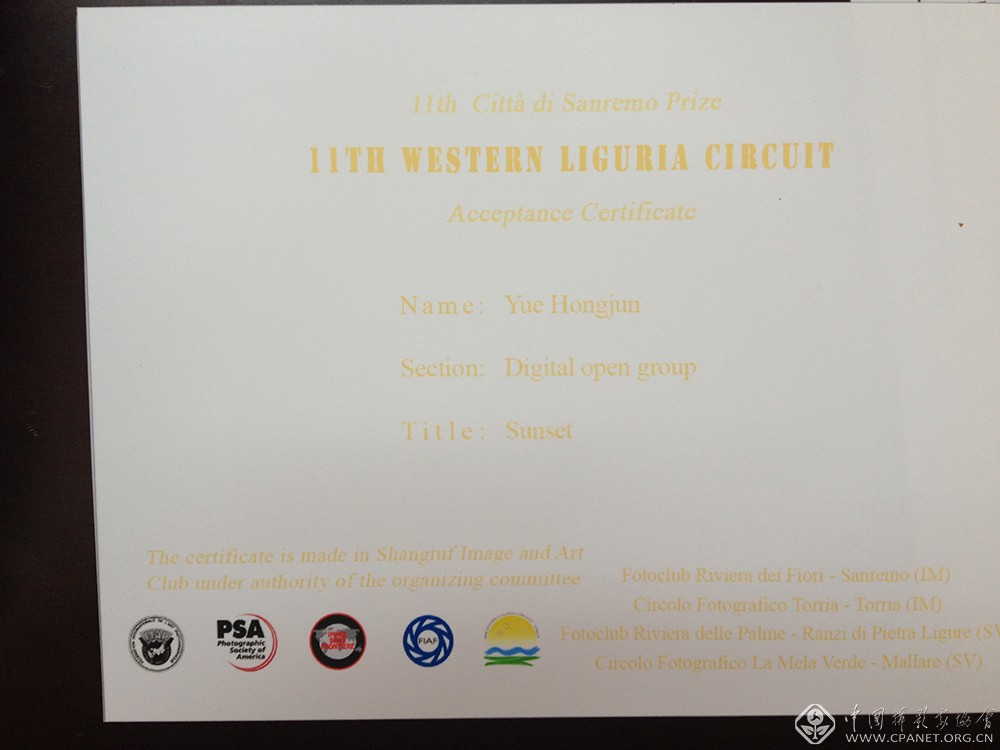 11th Città di Sanremo Prize
11TH WESTERN LIGURIA CIRCUIT
Acceptance Certificate
Name: Yue Hongjun
Section: Digital open group
Title: Sunset
The certificate is made in Shangtuf Image and Art
Club under authority of the organizing committee
Fotoclub Riviera dei Fiori - Sanremo (IM)
Circolo Fotografico Torria - Torria (IM)
Fotoclub Riviera delle Palme - Ranzi di Pietra Ligure (SV
Circolo Fotografico La Mela Verde - Mallare (SV)
PSA
Photographic
Society of
America
IMAGE
SANS
FRONTIERE
FIAF
中国摄影家协会
WWW.CPANET.ORG.CN